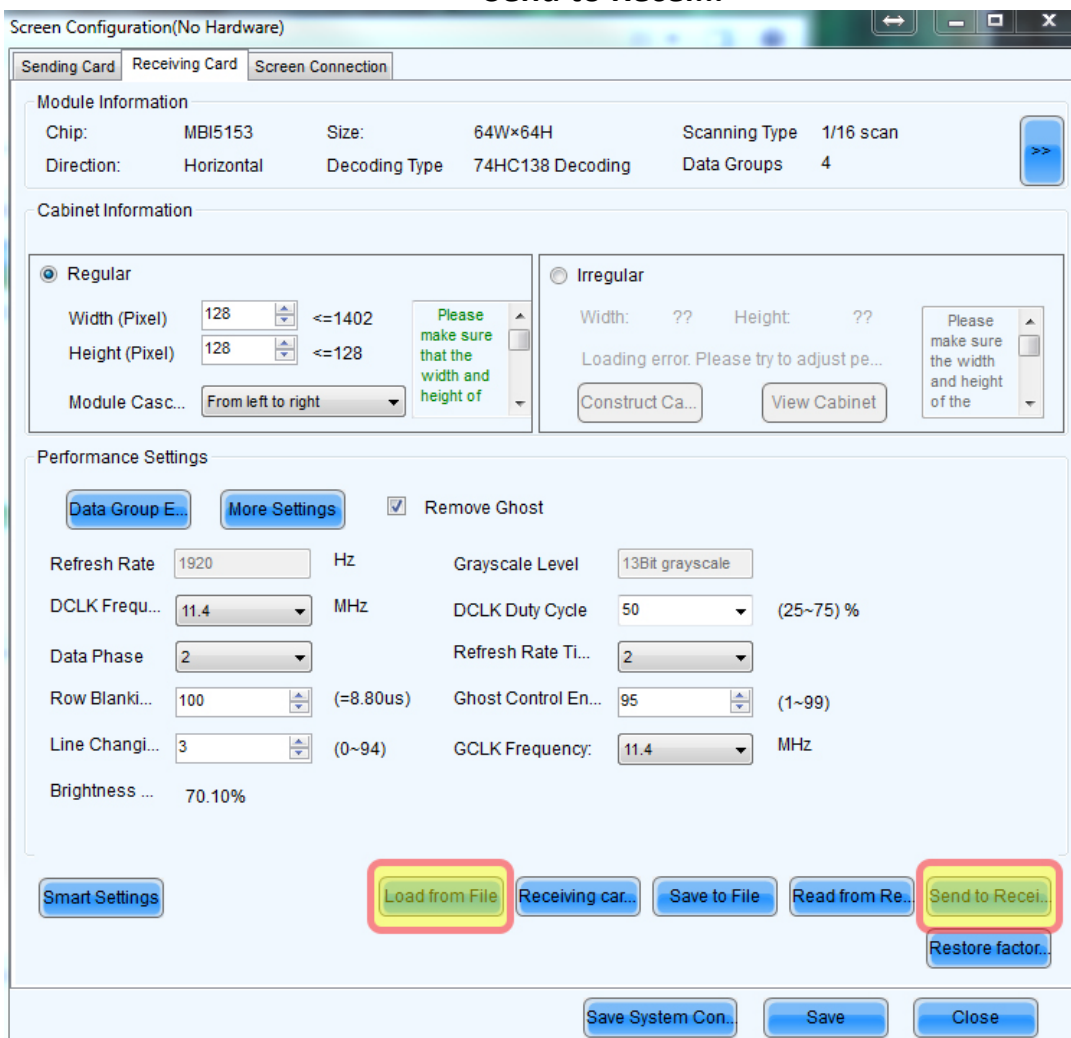 Send to Recei...
Screen Configuration(No Hardware)
Sending Card Receiving Card Screen Connection
Module Information
Chip: MBI5153 Size: 64W×64H Scanning Type 1/16 scan
Direction: Horizontal Decoding Type 74HC138 Decoding Data Groups 4
>>
Cabinet Information
Regular
Width (Pixel) 128 <=1402
Height (Pixel) 128 <=128
Module Casc... From left to right
Please
make sure
that the
width and
height of
Irregular
Width: ?? Height: ??
Loading error. Please try to adjust pe...
Construct Ca... View Cabinet
Please
make sure
the width
and height
of the
Performance Settings
Data Group E... More Settings Remove Ghost
Refresh Rate 1920 Hz Grayscale Level 13Bit grayscale
DCLK Frequ... 11.4 MHz DCLK Duty Cycle 50 (25~75) %
Data Phase 2 Refresh Rate Ti... 2
Row Blanki... 100 (=8.80us) Ghost Control En... 95 (1~99)
Line Changi... 3 (0~94) GCLK Frequency: 11.4 MHz
Brightness ... 70.10%
Smart Settings Load from File Receiving car... Save to File Read from Re... Send to Recei...
Restore factor...
Save System Con... Save Close